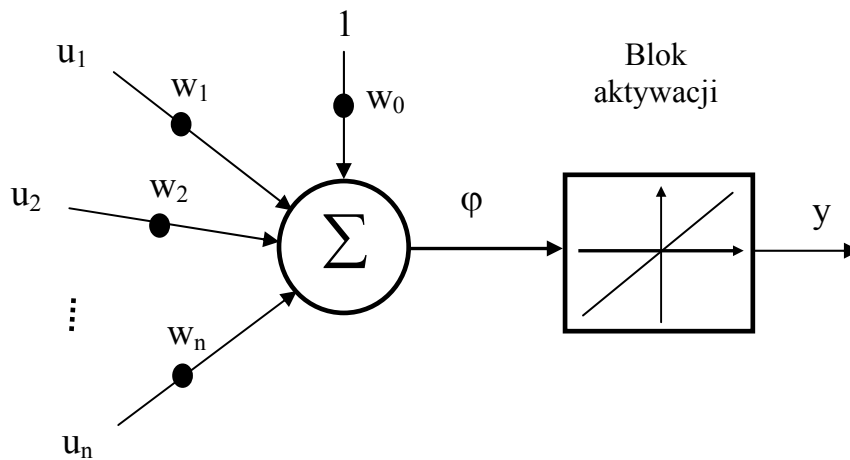 1
Blok
aktywacji
u₁
w₁
w₀
u₂
w₂
Σ
φ
y
wₙ
uₙ